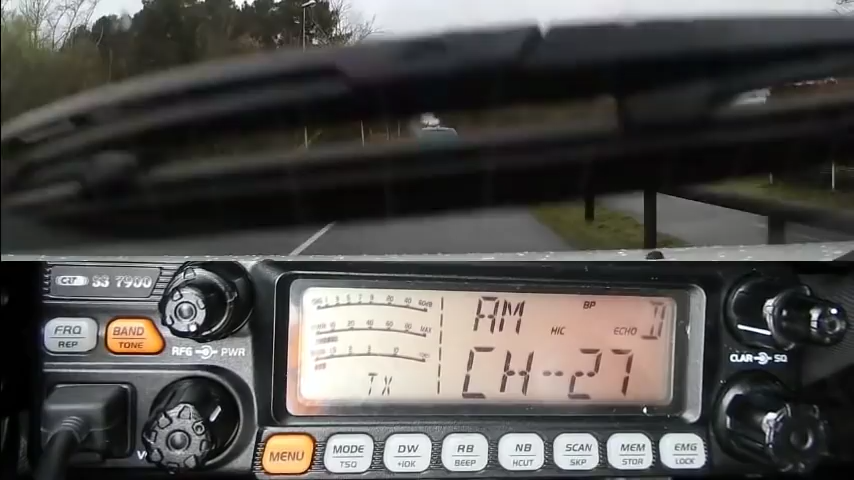 CRT SS 7900
FRQ
REP
BAND
TONE
RFG PWR
AM BP D
HIC ECHO
TX CH--27
CLAR SQ
MENU
MODE
TSQ
DW
+10K
RB
BEEP
NB
HCUT
SCAN
SKP
MEM
STOR
EMG
LOCK